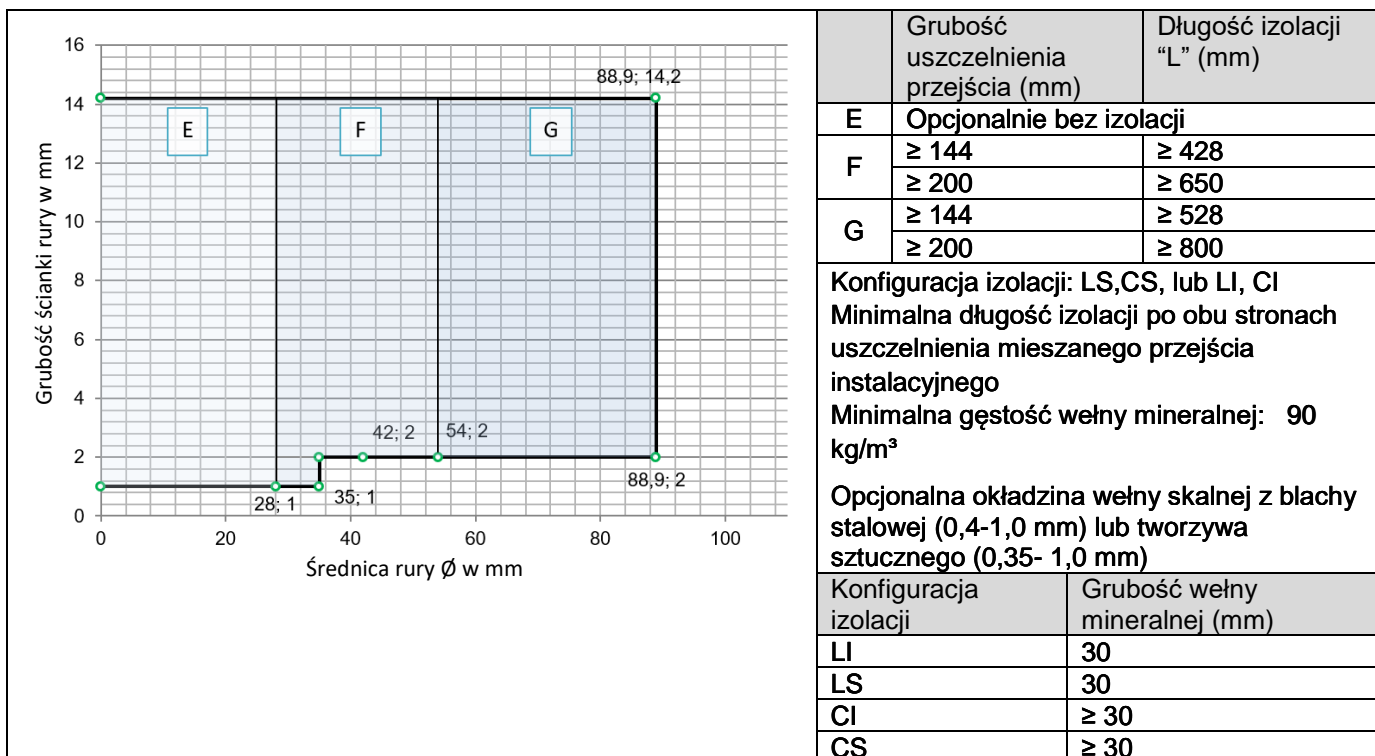 16
14
12
10
8
6
4
2
0
Grubość ścianki rury w mm
88,9; 14,2
E
F
G
42; 2
54; 2
28; 1
35; 1
88,9; 2
0
20
40
60
80
100
Średnica rury Ø w mm
Grubość uszczelnienia przejścia (mm)
Długość izolacji “L” (mm)
E Opcjonalnie bez izolacji
F ≥ 144 ≥ 428
≥ 200 ≥ 650
G ≥ 144 ≥ 528
≥ 200 ≥ 800
Konfiguracja izolacji: LS,CS, lub LI, CI
Minimalna długość izolacji po obu stronach
uszczelnienia mieszanego przejścia
instalacyjnego
Minimalna gęstość wełny mineralnej: 90
kg/m³
Opcjonalna okładzina wełny skalnej z blachy
stalowej (0,4-1,0 mm) lub tworzywa
sztucznego (0,35- 1,0 mm)
Konfiguracja izolacji
Grubość wełny mineralnej (mm)
LI 30
LS 30
CI ≥ 30
CS ≥ 30